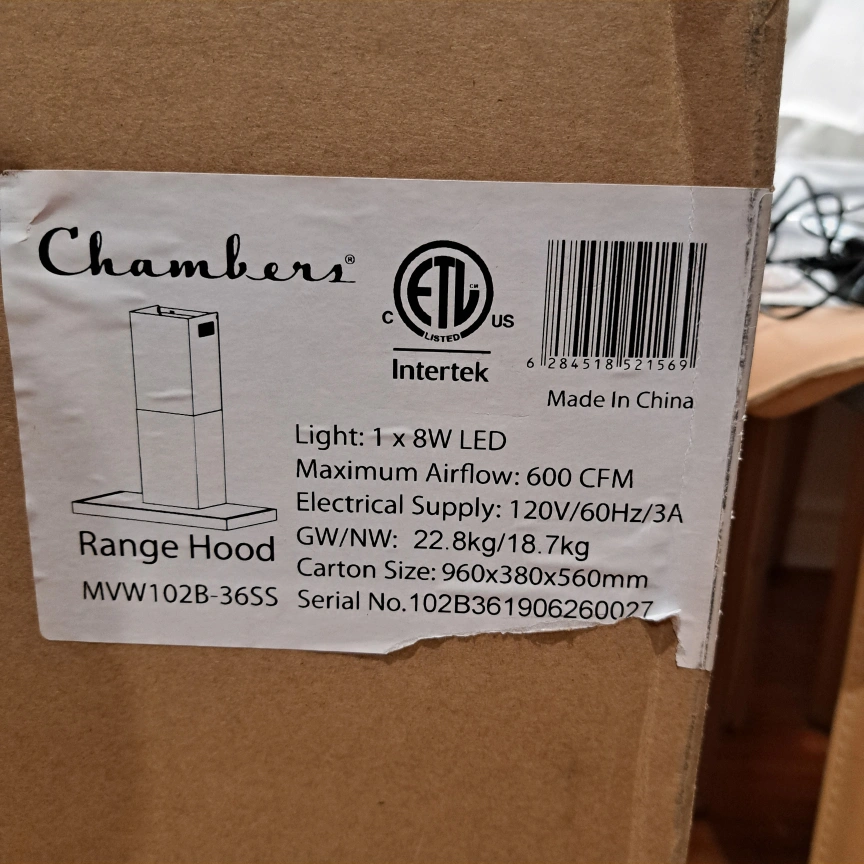 Chambers®
ETL CM
C US
LISTED
Intertek
6 284518 521569
Made In China
Light: 1 x 8W LED
Maximum Airflow: 600 CFM
Electrical Supply: 120V/60Hz/3A
GW/NW: 22.8kg/18.7kg
Carton Size: 960x380x560mm
Serial No.102B361906260027
Range Hood
MVW102B-36SS